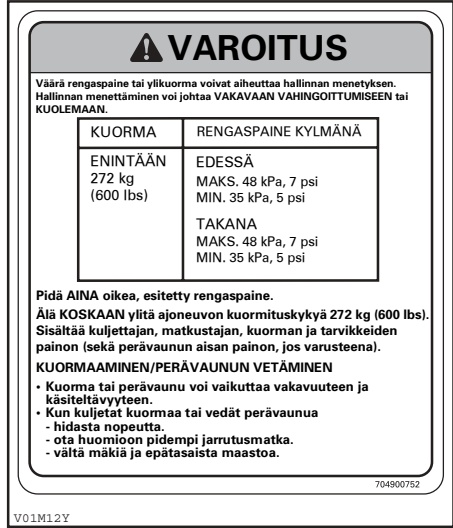 VAROITUS
Väärä rengaspaine tai ylikuorma voivat aiheuttaa hallinnan menetyksen.
Hallinnan menettäminen voi johtaa VAKAVAAN VAHINGOITTUMISEEN tai
KUOLEMAAN.
KUORMA RENGASPAINE KYLMÄNÄ
ENINTÄÄN
272 kg
(600 lbs)
EDESSÄ
MAKS. 48 kPa, 7 psi
MIN. 35 kPa, 5 psi
TAKANA
MAKS. 48 kPa, 7 psi
MIN. 35 kPa, 5 psi
Pidä AINA oikea, esitetty rengaspaine.
Älä KOSKAAN ylitä ajoneuvon kuormituskykyä 272 kg (600 lbs).
Sisältää kuljettajan, matkustajan, kuorman ja tarvikkeiden
painon (sekä perävaunun aisan painon, jos varusteena).
KUORMAAMINEN/PERÄVAUNUN VETÄMINEN
• Kuorma tai perävaunu voi vaikuttaa vakavuuteen ja
käsiteltävyyteen.
• Kun kuljetat kuormaa tai vedät perävaunua
- hidasta nopeutta.
- ota huomioon pidempi jarrutusmatka.
- vältä mäkiä ja epätasaista maastoa.
704900752
V01M12Y